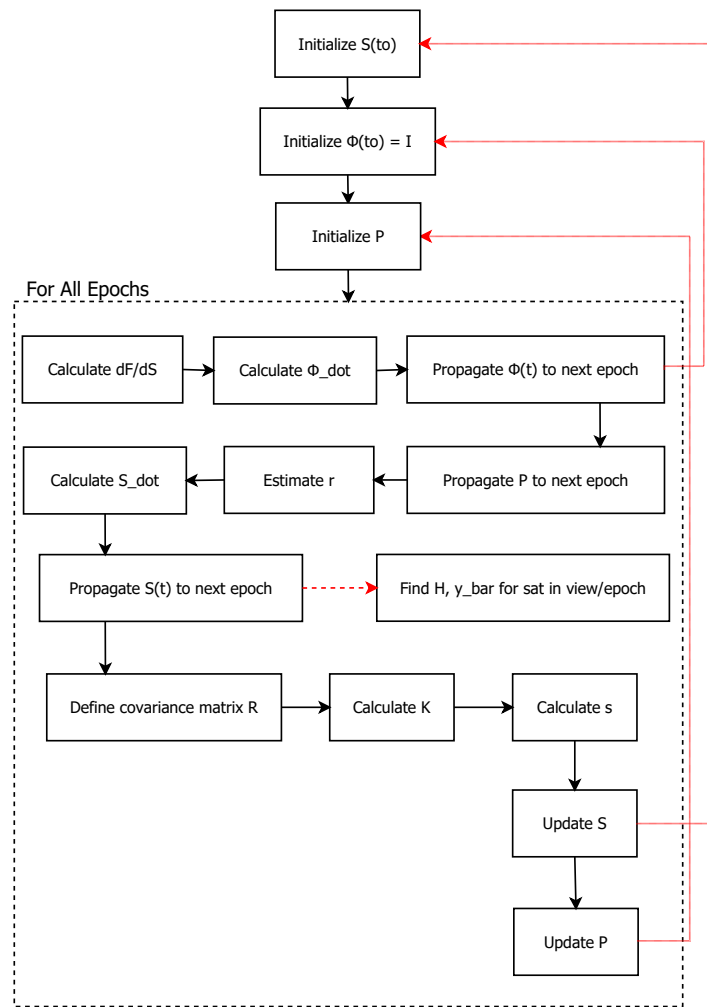 Initialize S(to)
Initialize Φ(to) = I
Initialize P
For All Epochs
Calculate dF/dS
Calculate Φ_dot
Propagate Φ(t) to next epoch
Calculate S_dot
Estimate r
Propagate P to next epoch
Propagate S(t) to next epoch
Find H, y_bar for sat in view/epoch
Define covariance matrix R
Calculate K
Calculate s
Update S
Update P